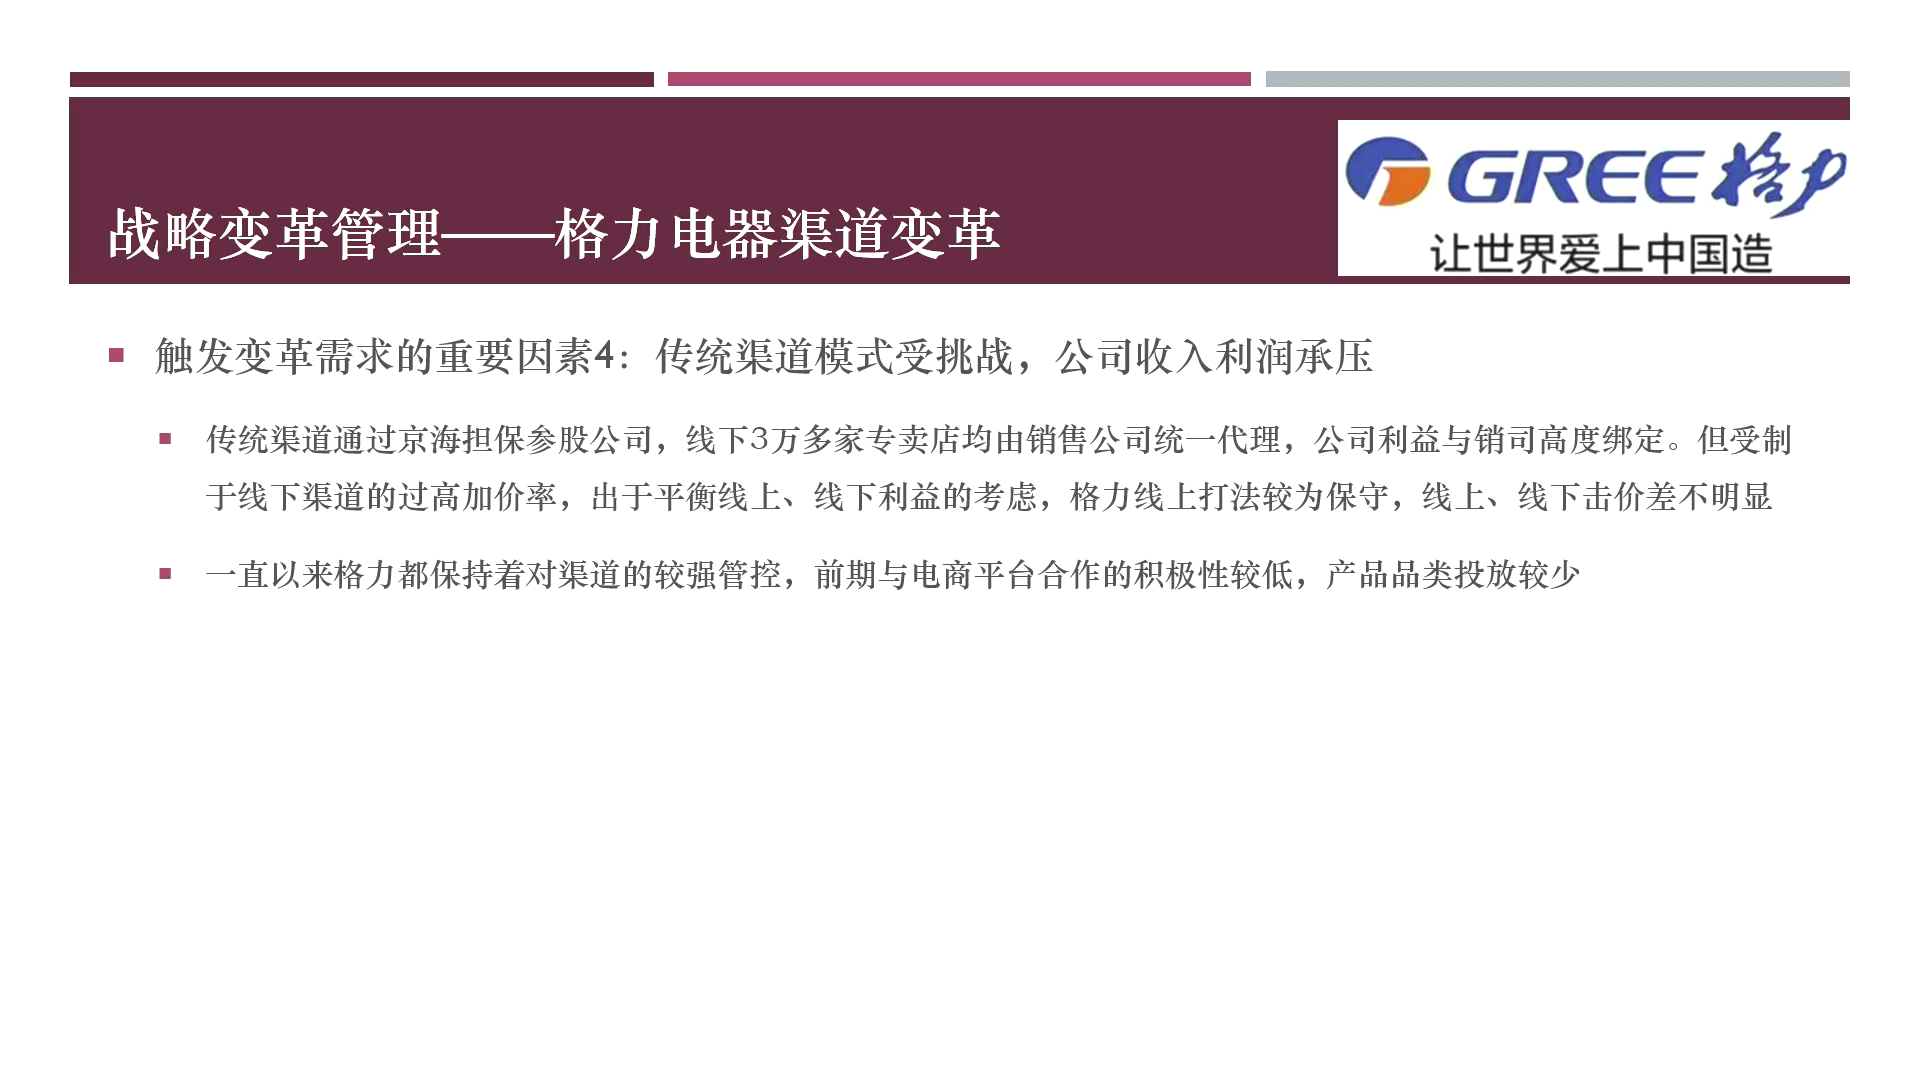 GREE格力
让世界爱上中国造
战略变革管理——格力电器渠道变革
触发变革需求的重要因素4：传统渠道模式受挑战，公司收入利润承压
传统渠道通过京海担保参股公司，线下3万多家专卖店均由销售公司统一代理，公司利益与销司高度绑定。但受制
于线下渠道的过高加价率，出于平衡线上、线下利益的考虑，格力线上打法较为保守，线上、线下击价差不明显
一直以来格力都保持着对渠道的较强管控，前期与电商平台合作的积极性较低，产品品类投放较少